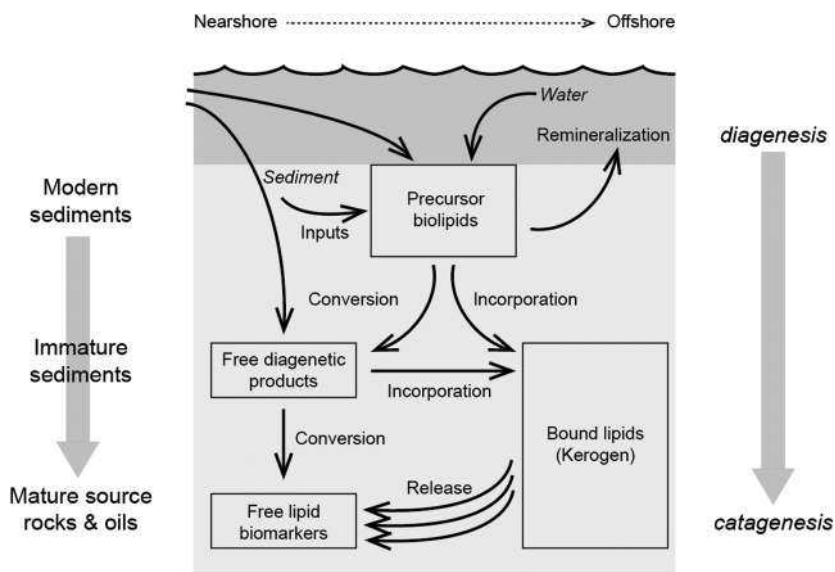 Nearshore
Offshore
Water
Remineralization
diagenesis
Sediment
Modern
sediments
Precursor
biolipids
Inputs
Conversion
Incorporation
Immature
sediments
Free diagenetic
products
Incorporation
Bound lipids
(Kerogen)
Conversion
Release
Mature source
rocks & oils
Free lipid
biomarkers
catagenesis